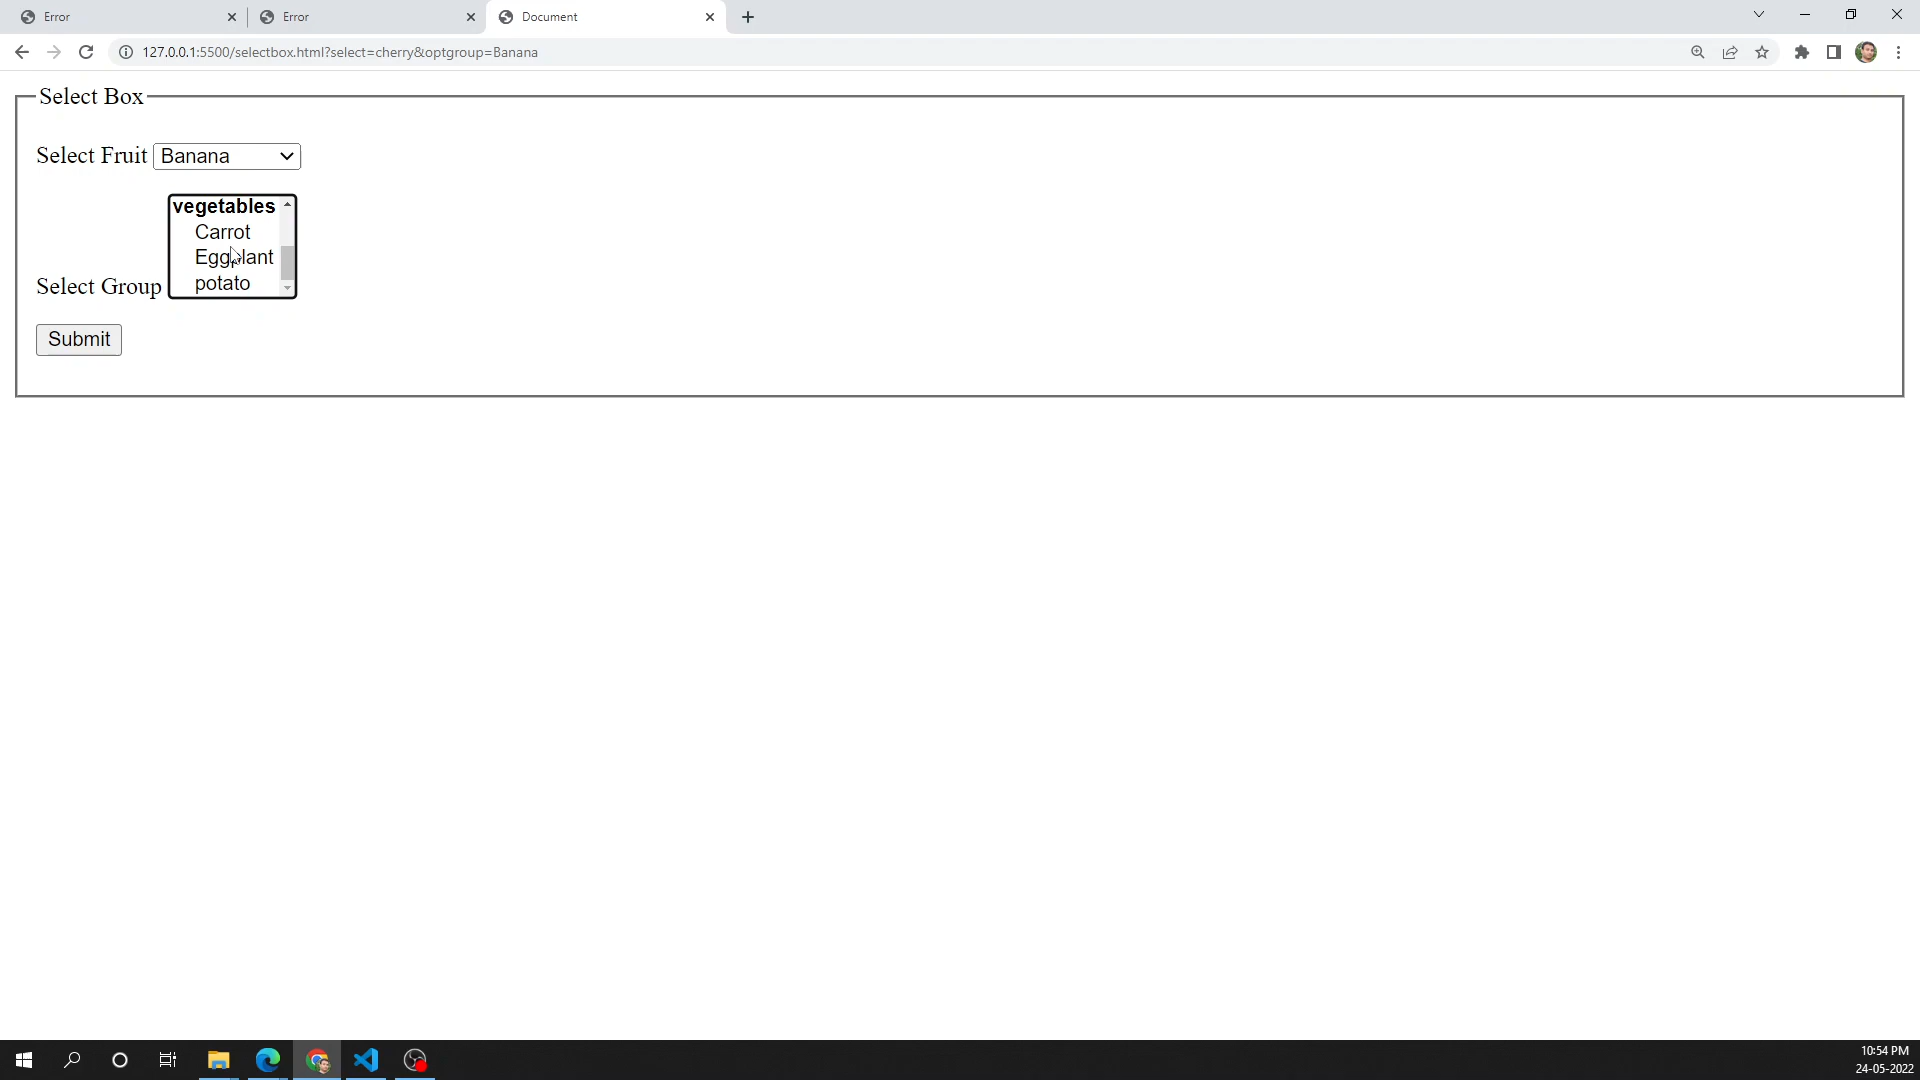 Error
Error
Document
127.0.0.1:5500/selectbox.html?select=cherry&optgroup=Banana
Select Box
Select Fruit Banana
vegetables
Carrot
Eggplant
potato
Select Group
Submit
10:54 PM
24-05-2022